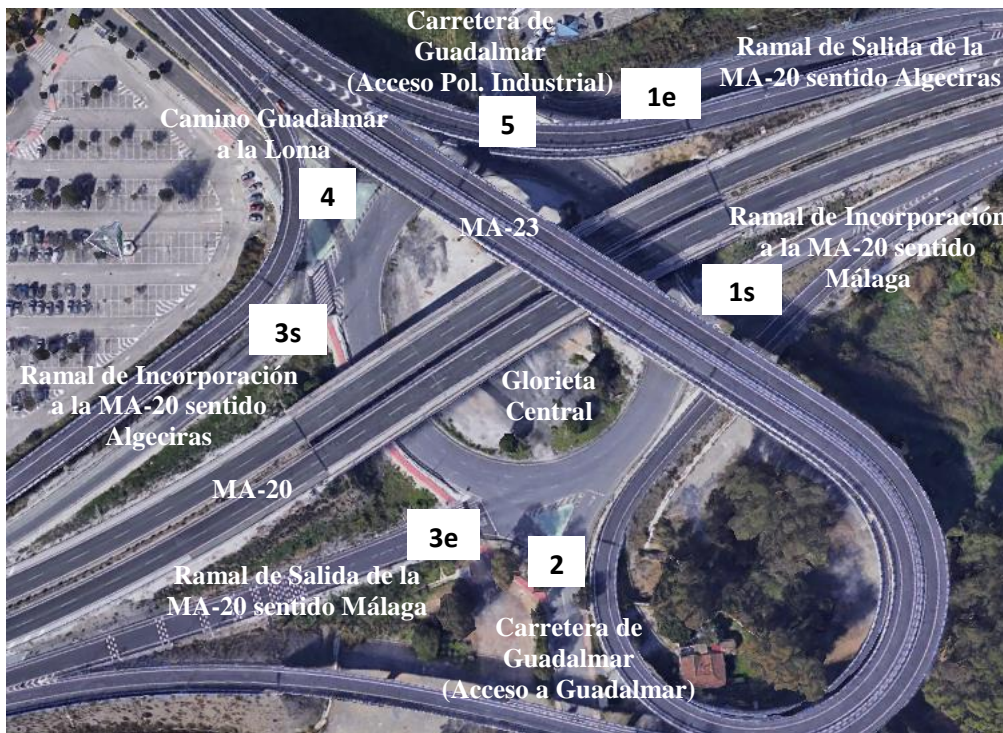 Carretera de
Guadalmar
(Acceso Pol. Industrial)
Ramal de Salida de la
MA-20 sentido Algeciras
1e
5
Camino Guadalmar
a la Loma
4
MA-23
Ramal de Incorporación
a la MA-20 sentido
Málaga
1s
3s
Ramal de Incorporación
a la MA-20 sentido
Algeciras
Glorieta
Central
MA-20
3e
2
Ramal de Salida de la
MA-20 sentido Málaga
Carretera de
Guadalmar
(Acceso a Guadalmar)